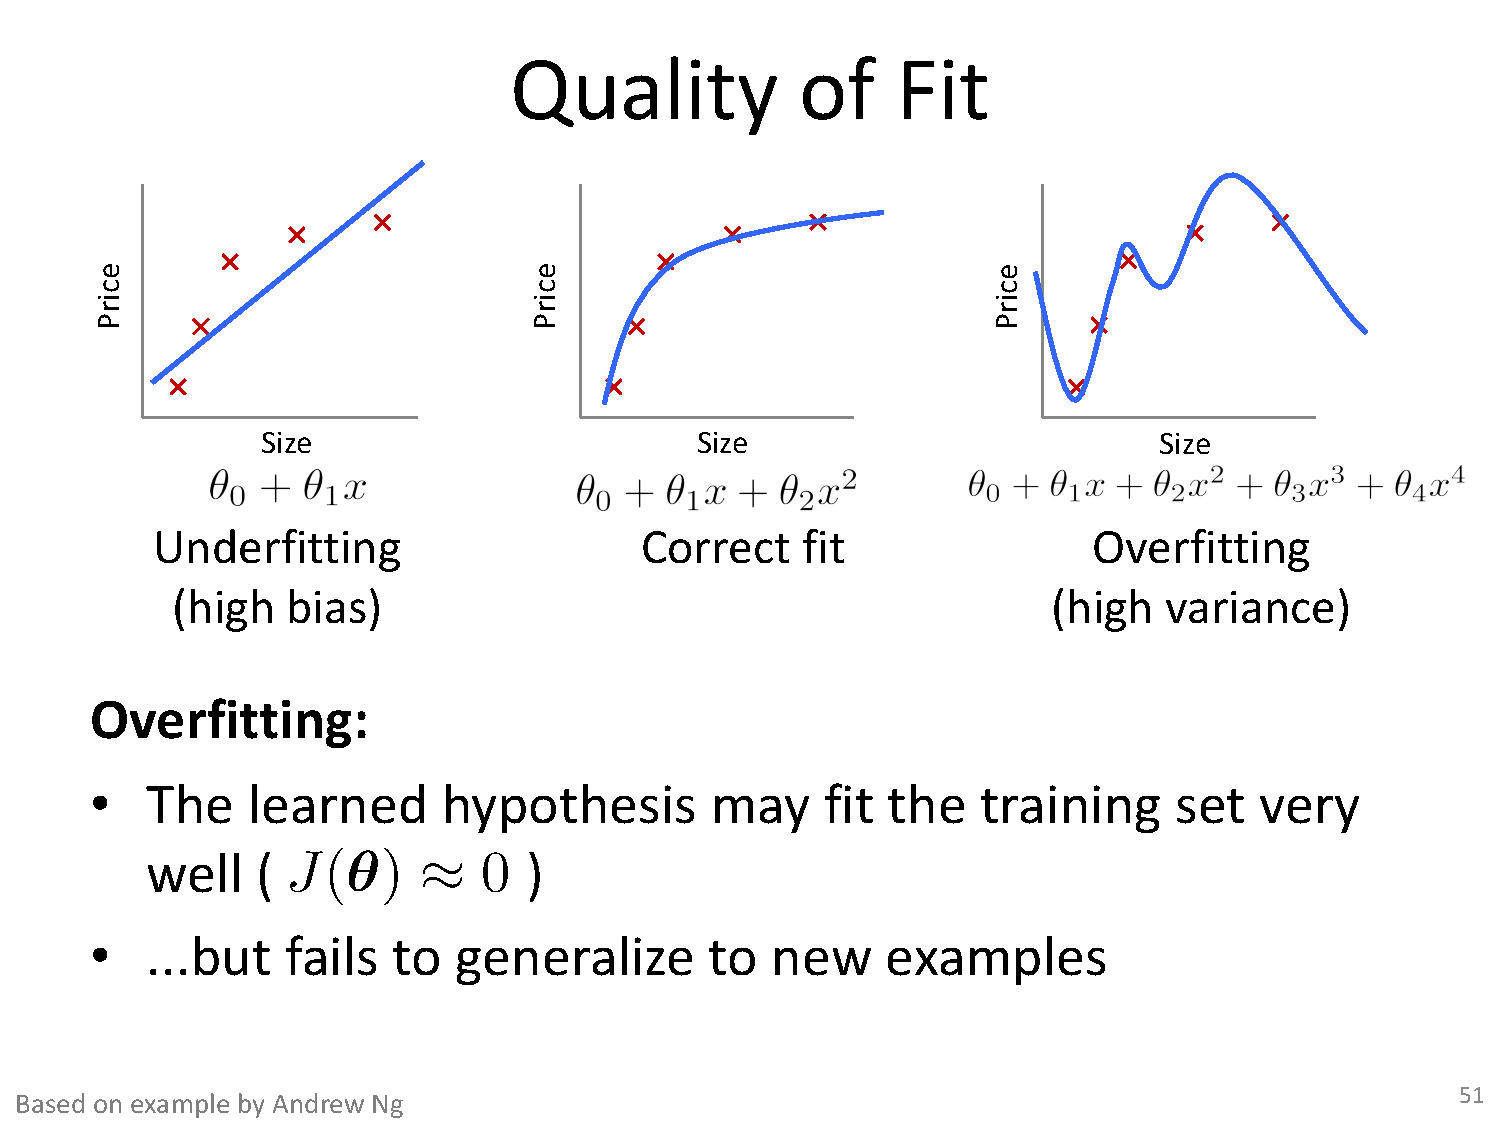 Quality of Fit
Price
Size
θ₀ + θ₁x
Underfitting
(high bias)
Price
Size
θ₀ + θ₁x + θ₂x²
Correct fit
Price
Size
θ₀ + θ₁x + θ₂x² + θ₃x³ + θ₄x⁴
Overfitting
(high variance)
Overfitting:
• The learned hypothesis may fit the training set very
well ( J(θ) ≈ 0 )
• ...but fails to generalize to new examples
Based on example by Andrew Ng
51